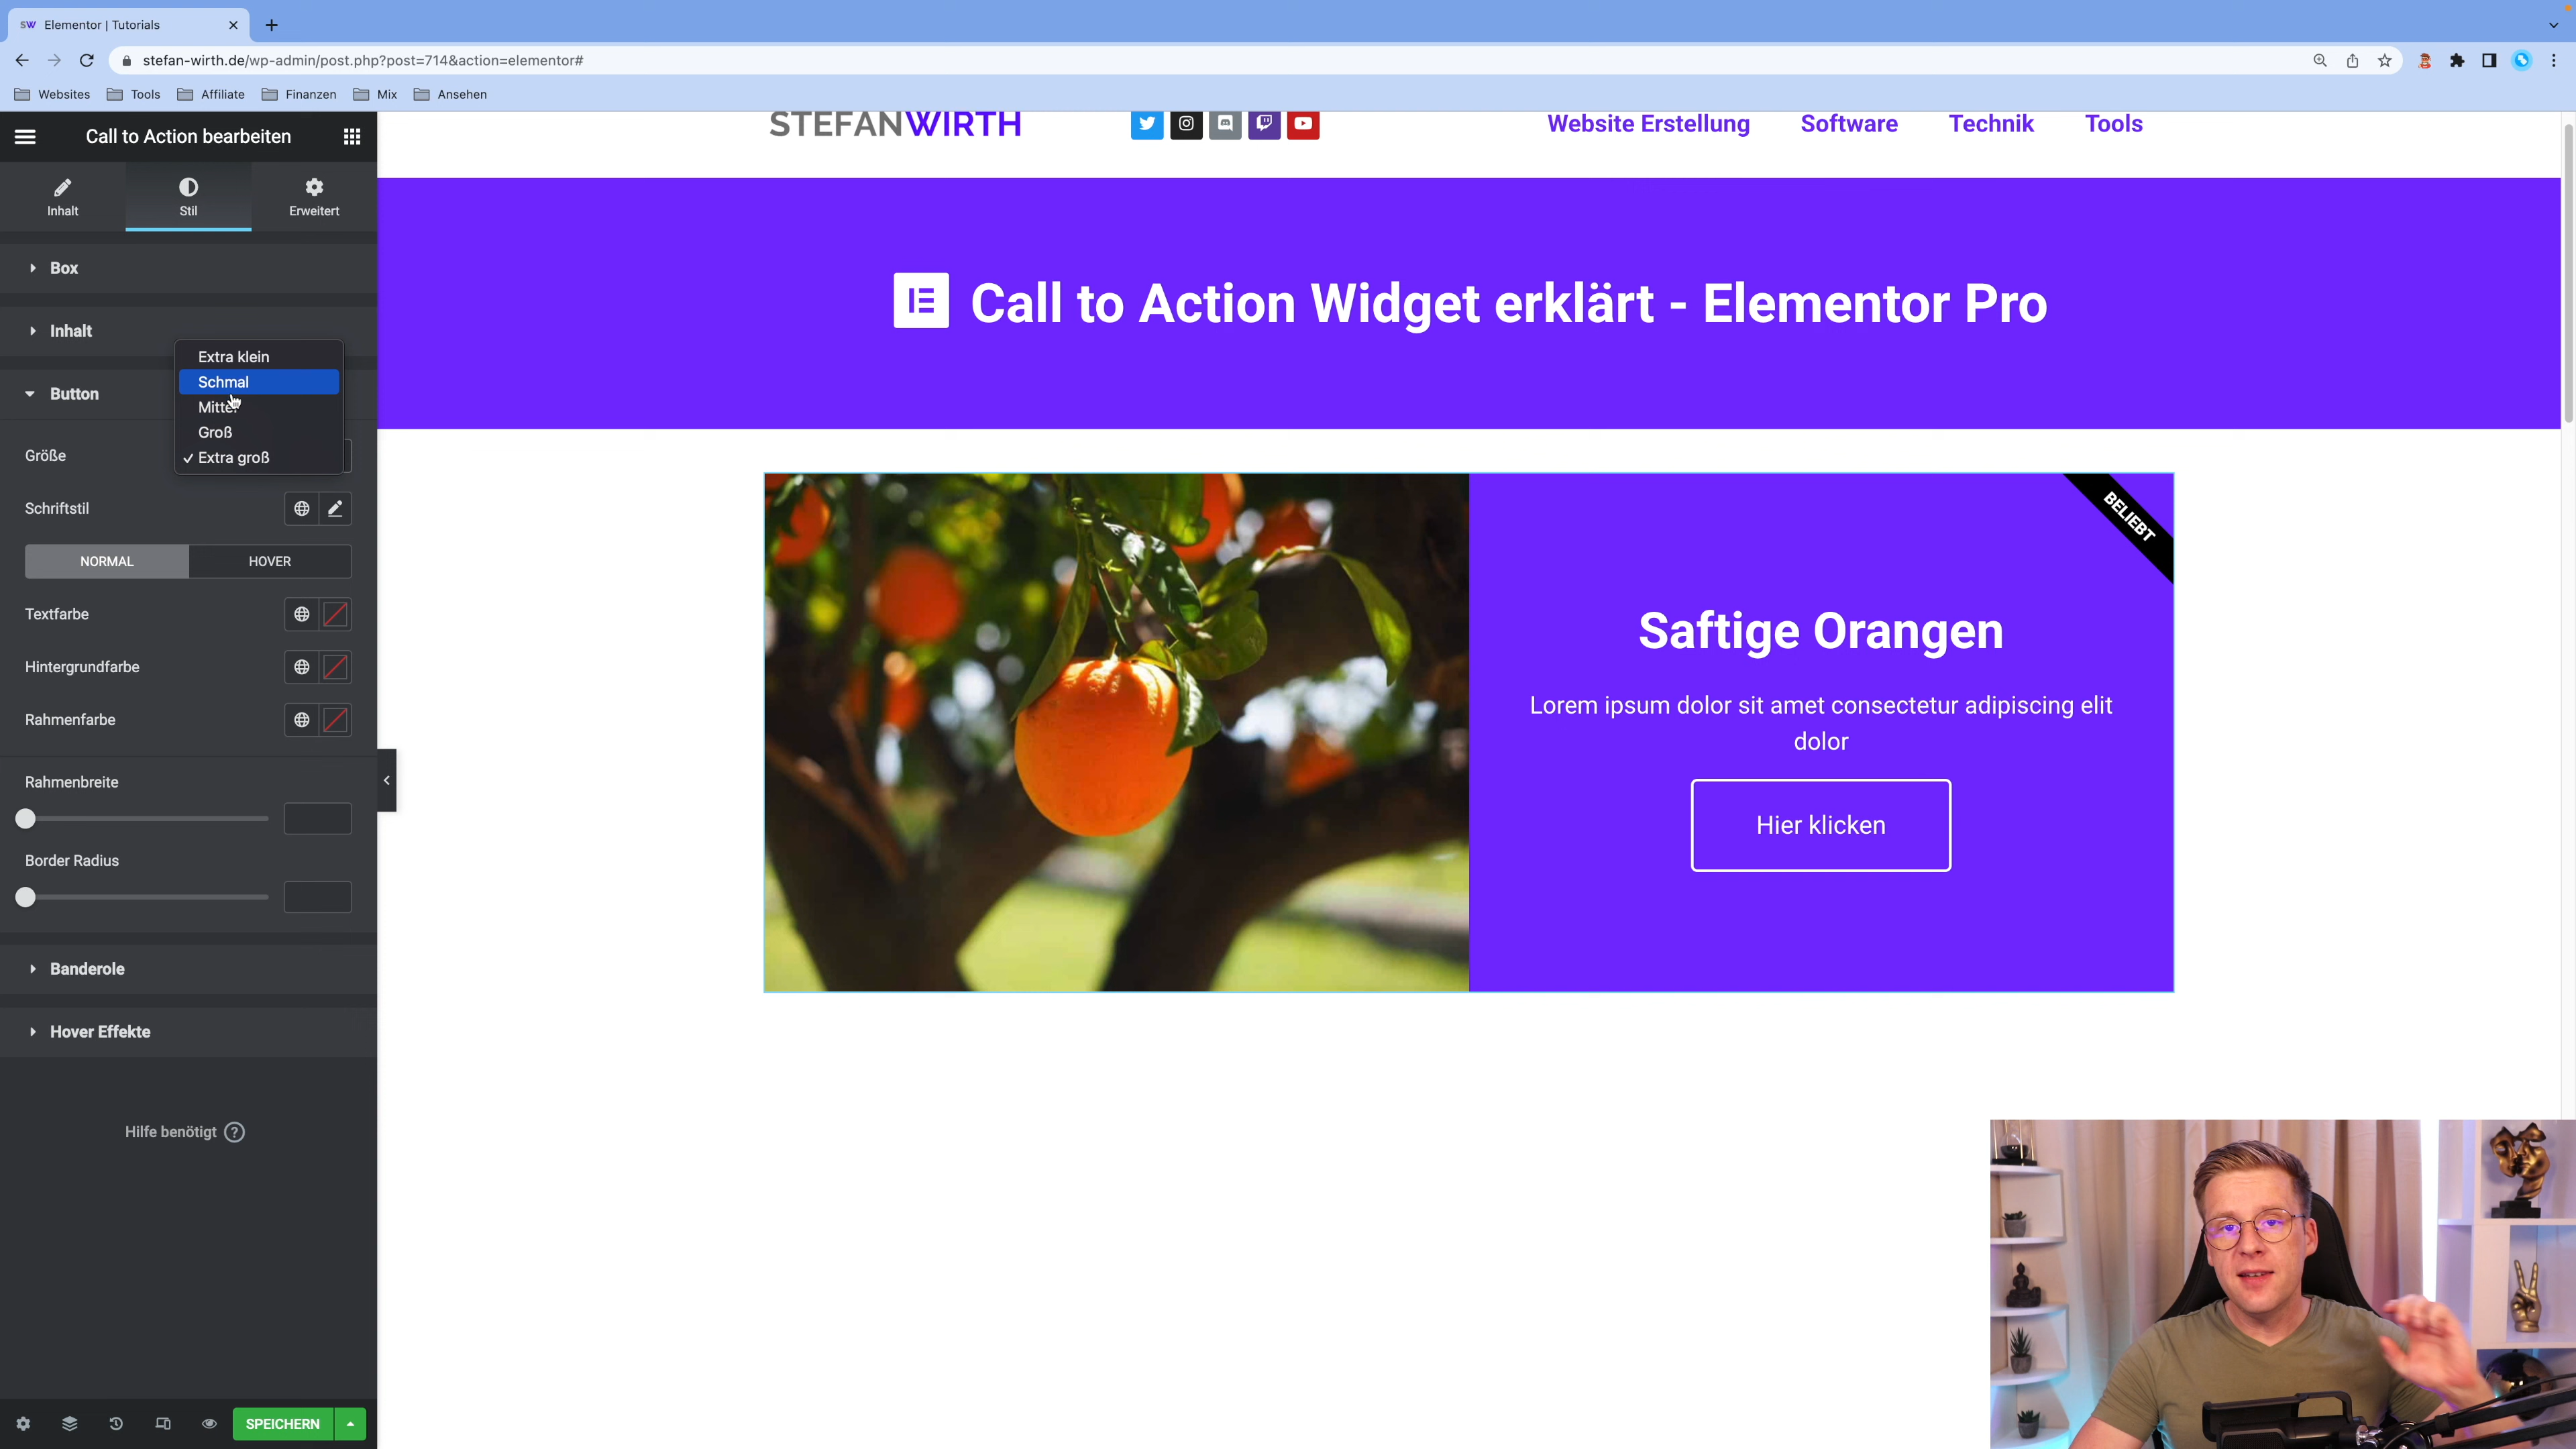 SW Elementor | Tutorials
stefan-wirth.de/wp-admin/post.php?post=714&action=elementor#
Websites Tools Affiliate Finanzen Mix Ansehen
Call to Action bearbeiten
Inhalt Stil Erweitert
Box
Inhalt
Extra klein
Schmal
Mittel
Groß
✓ Extra groß
Button
Größe
Schriftstil
NORMAL HOVER
Textfarbe
Hintergrundfarbe
Rahmenfarbe
Rahmenbreite
Border Radius
Banderole
Hover Effekte
Hilfe benötigt ?
SPEICHERN
STEFANWIRTH
Website Erstellung Software Technik Tools
Call to Action Widget erklärt - Elementor Pro
BELIEBT
Saftige Orangen
Lorem ipsum dolor sit amet consectetur adipiscing elit
dolor
Hier klicken